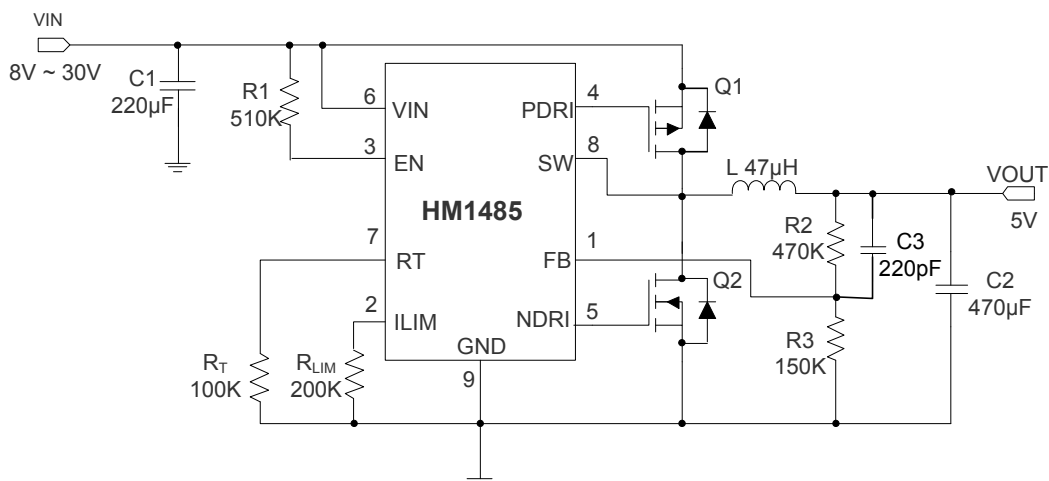 VIN
8V ~ 30V
C1
220µF
R1
510K
6
VIN
3
EN
PDRI
4
Q1
SW
8
L 47µH
VOUT
5V
HM1485
7
RT
FB
1
R2
470K
C3
220pF
C2
470µF
2
ILIM
NDRI
5
Q2
GND
9
R3
150K
RT
100K
RLIM
200K